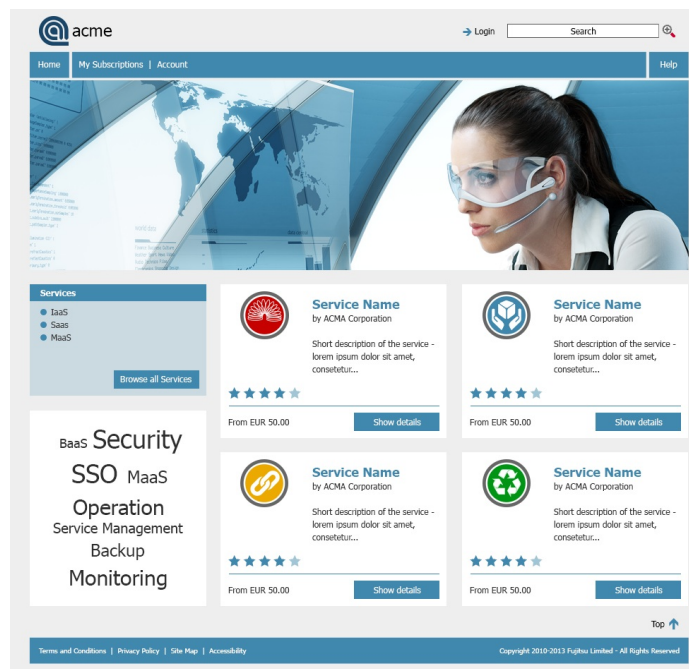 acme
Login
Search
Home
My Subscriptions | Account
Help
Services
IaaS
Saas
MaaS
Browse all Services
BaaS Security
SSO MaaS
Operation
Service Management
Backup
Monitoring
Service Name
by ACMA Corporation
Short description of the service -
lorem ipsum dolor sit amet,
consetetur...
From EUR 50.00
Show details
Service Name
by ACMA Corporation
Short description of the service -
lorem ipsum dolor sit amet,
consetetur...
From EUR 50.00
Show details
Service Name
by ACMA Corporation
Short description of the service -
lorem ipsum dolor sit amet,
consetetur...
From EUR 50.00
Show details
Service Name
by ACMA Corporation
Short description of the service -
lorem ipsum dolor sit amet,
consetetur...
From EUR 50.00
Show details
Top
Terms and Conditions | Privacy Policy | Site Map | Accessibility
Copyright 2010-2013 Fujitsu Limited - All Rights Reserved